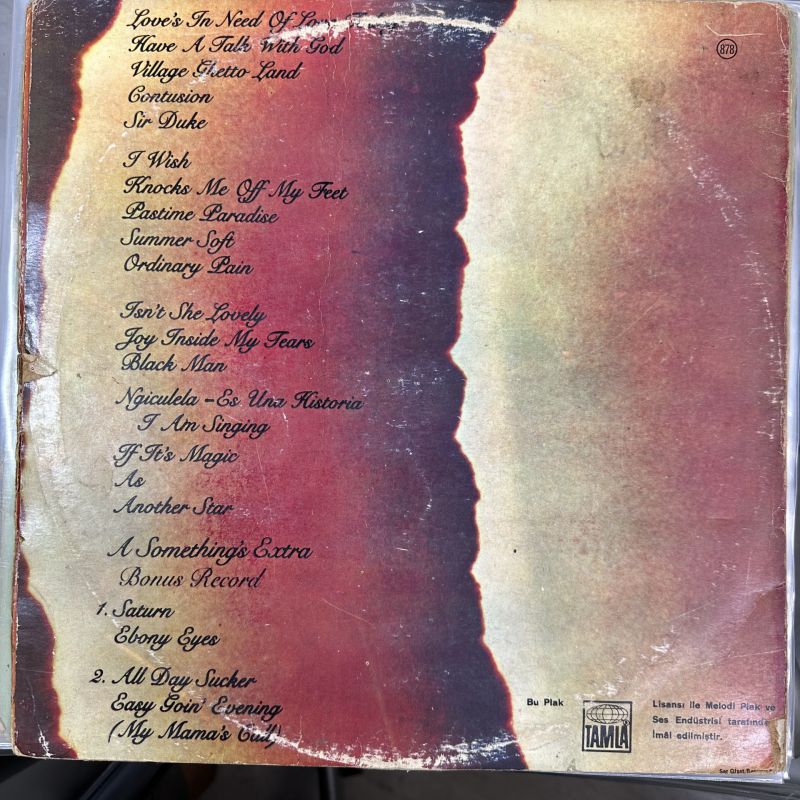 Love's In Need Of Love Today
Have A Talk With God
Village Ghetto Land
Contusion
Sir Duke
I Wish
Knocks Me Off My Feet
Pastime Paradise
Summer Soft
Ordinary Pain
Isn't She Lovely
Joy Inside My Tears
Black Man
Ngiculela - Es Una Historia
I Am Singing
If It's Magic
As
Another Star
A Something's Extra
Bonus Record
1. Saturn
Ebony Eyes
2. All Day Sucker
Easy Goin' Evening
(My Mama's Call)
878
Bu Plak
TAMLA
Lisansı ile Melodi Plak ve
Ses Endüstrisi tarafından
İmâl edilmiştir.